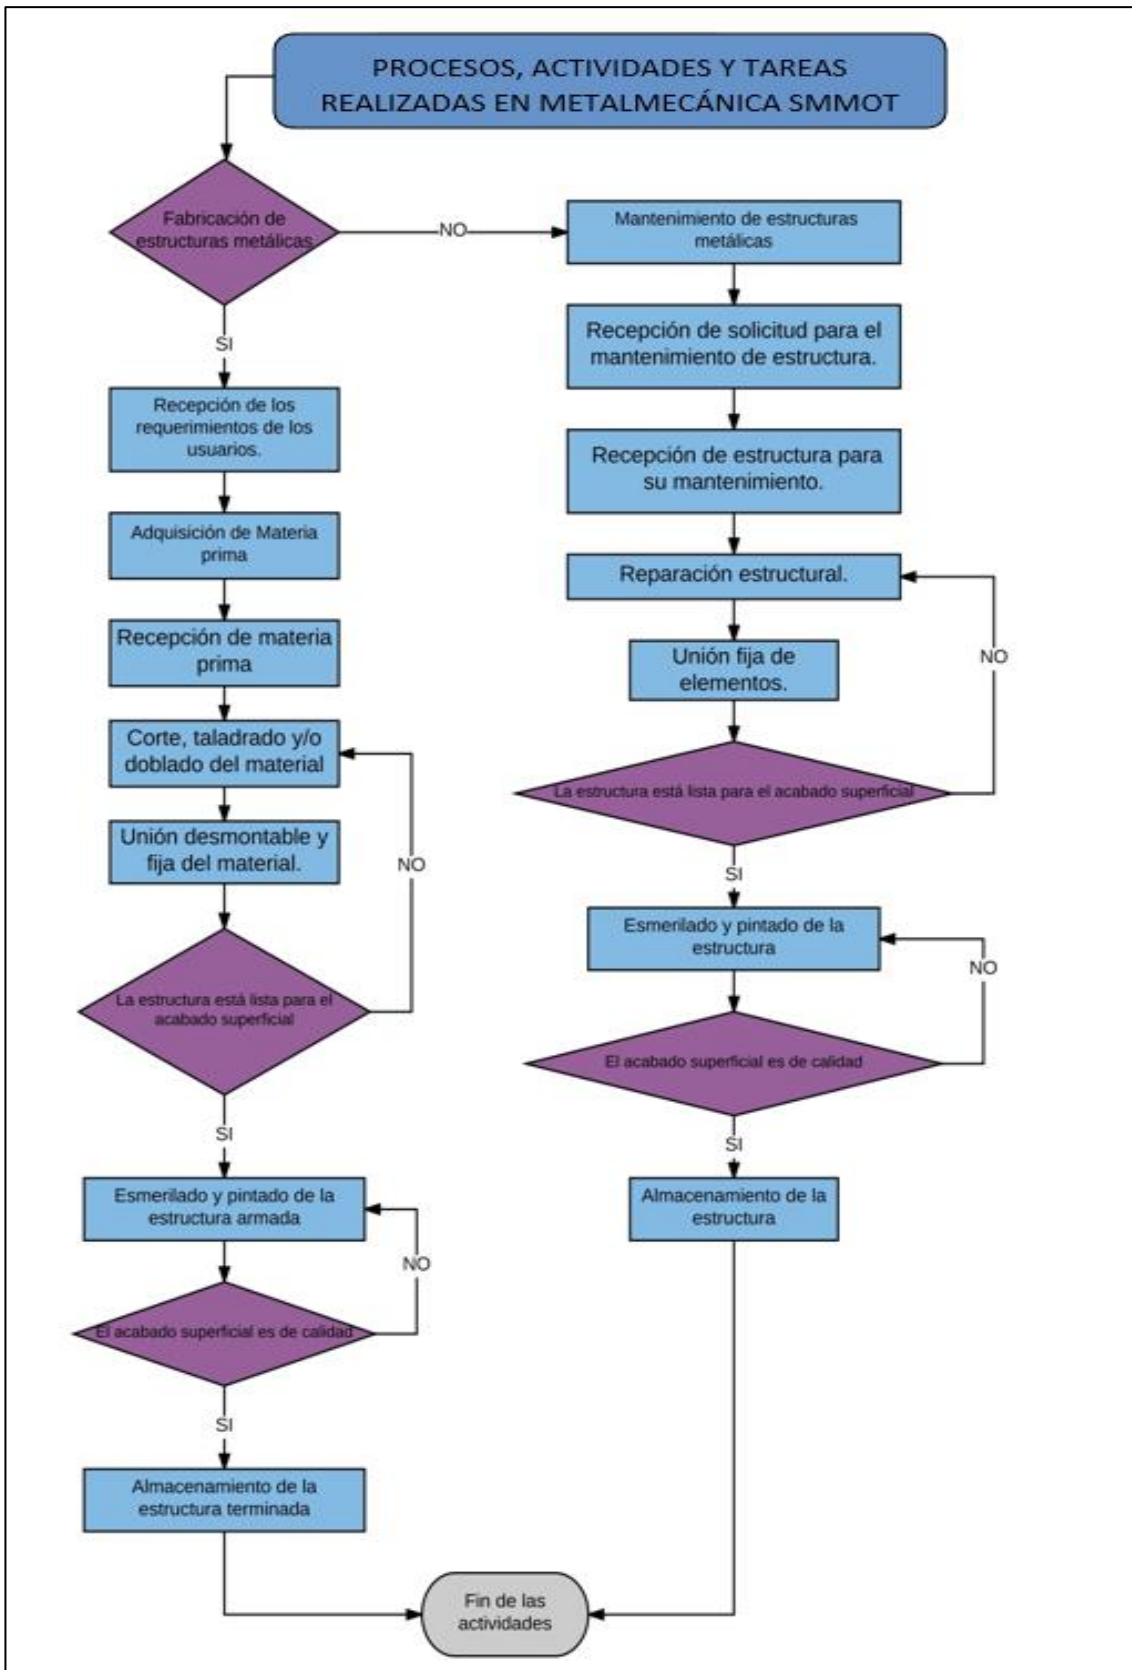 PROCESOS, ACTIVIDADES Y TAREAS
REALIZADAS EN METALMECÁNICA SMMOT
Fabricación de
estructuras metálicas
NO
Mantenimiento de estructuras
metálicas
Recepción de solicitud para el
mantenimiento de estructura.
Recepción de estructura para
su mantenimiento.
Reparación estructural.
Unión fija de
elementos.
NO
La estructura está lista para el acabado superficial
SI
Esmerilado y pintado de la
estructura
NO
El acabado superficial es de calidad
SI
Almacenamiento de la
estructura
SI
Recepción de los
requerimientos de los
usuarios.
Adquisición de Materia
prima
Recepción de materia
prima
Corte, taladrado y/o
doblado del material
Unión desmontable y
fija del material.
NO
La estructura está lista para el
acabado superficial
SI
Esmerilado y pintado de la
estructura armada
NO
El acabado superficial es de calidad
SI
Almacenamiento de la
estructura terminada
Fin de las
actividades